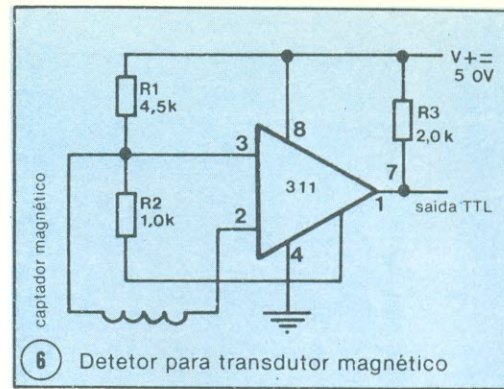 V+=
5 0V
R1
4,5k
R3
2,0k
8
3
7
311
1
saida TTL
R2
1,0k
2
4
captador magnético
6 Detetor para transdutor magnético